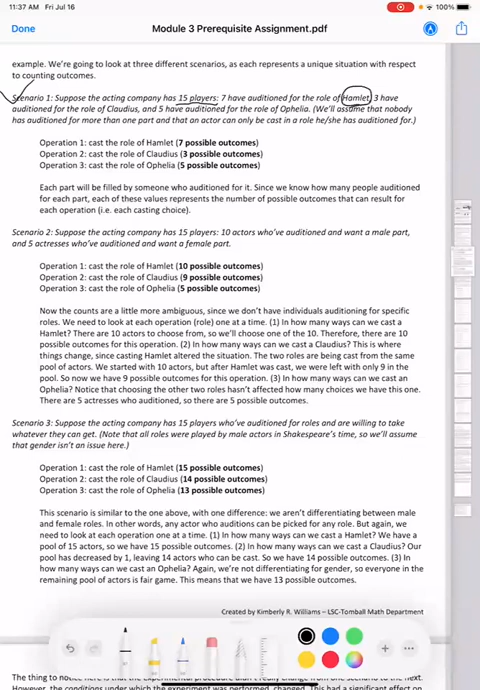 11:37 AM Fri Jul 16
100%
Done
Module 3 Prerequisite Assignment.pdf
example. We're going to look at three different scenarios, as each represents a unique situation with respect
to counting outcomes.
Scenario 1: Suppose the acting company has 15 players: 7 have auditioned for the role of Hamlet, 3 have
auditioned for the role of Claudius, and 5 have auditioned for the role of Ophelia. (We'll assume that nobody
has auditioned for more than one part and that an actor can only be cast in a role he/she has auditioned for.)
Operation 1: cast the role of Hamlet (7 possible outcomes)
Operation 2: cast the role of Claudius (3 possible outcomes)
Operation 3: cast the role of Ophelia (5 possible outcomes)
Each part will be filled by someone who auditioned for it. Since we know how many people auditioned
for each part, each of these values represents the number of possible outcomes that can result for
each operation (i.e. each casting choice).
Scenario 2: Suppose the acting company has 15 players: 10 actors who've auditioned and want a male part,
and 5 actresses who've auditioned and want a female part.
Operation 1: cast the role of Hamlet (10 possible outcomes)
Operation 2: cast the role of Claudius (9 possible outcomes)
Operation 3: cast the role of Ophelia (5 possible outcomes)
Now the counts are a little more ambiguous, since we don't have individuals auditioning for specific
roles. We need to look at each operation (role) one at a time. (1) In how many ways can we cast a
Hamlet? There are 10 actors to choose from, so we'll choose one of the 10. Therefore, there are 10
possible outcomes for this operation. (2) In how many ways can we cast a Claudius? This is where
things change, since casting Hamlet altered the situation. The two roles are being cast from the same
pool of actors. We started with 10 actors, but after Hamlet was cast, we were left with only 9 in the
pool. So now we have 9 possible outcomes for this operation. (3) In how many ways can we cast an
Ophelia? Notice that choosing the other two roles hasn't affected how many choices we have this one.
There are 5 actresses who auditioned, so there are 5 possible outcomes.
Scenario 3: Suppose the acting company has 15 players who've auditioned for roles and are willing to take
whatever they can get. (Note that all roles were played by male actors in Shakespeare's time, so we'll assume
that gender isn't an issue here.)
Operation 1: cast the role of Hamlet (15 possible outcomes)
Operation 2: cast the role of Claudius (14 possible outcomes)
Operation 3: cast the role of Ophelia (13 possible outcomes)
This scenario is similar to the one above, with one difference: we aren't differentiating between male
and female roles. In other words, any actor who auditions can be picked for any role. But again, we
need to look at each operation one at a time. (1) In how many ways can we cast a Hamlet? We have a
pool of 15 actors, so we have 15 possible outcomes. (2) In how many ways can we cast a Claudius? Our
pool has decreased by 1, leaving 14 actors who can be cast. So we have 14 possible outcomes. (3) In
how many ways can we cast an Ophelia? Again, we're not differentiating for gender, so everyone in the
remaining pool of actors is fair game. This means that we have 13 possible outcomes.
Created by Kimberly R. Williams – LSC-Tomball Math Department
The thing to notice here is that the experimental procedure didn't really change from one scenario to the next.
However, the conditions under which the experiment was performed, changed. This had a significant effect on